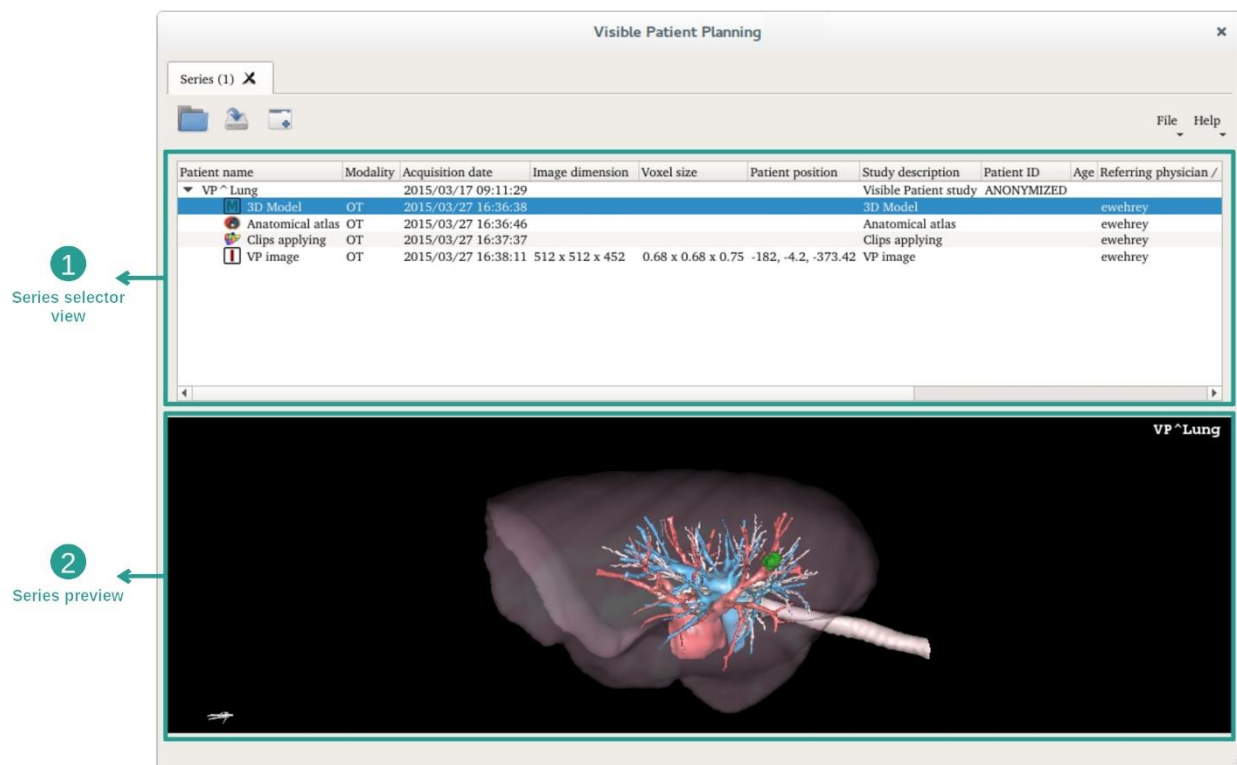 Visible Patient Planning
Series (1)
File Help
Patient name Modality Acquisition date Image dimension Voxel size Patient position Study description Patient ID Age Referring physician /
VP^Lung 2015/03/17 09:11:29 Visible Patient study ANONYMIZED
3D Model OT 2015/03/27 16:36:38 3D Model ewehrey
Anatomical atlas OT 2015/03/27 16:36:46 Anatomical atlas ewehrey
Clips applying OT 2015/03/27 16:37:37 Clips applying ewehrey
VP image OT 2015/03/27 16:38:11 512 x 512 x 452 0.68 x 0.68 x 0.75 -182, -4.2, -373.42 VP image ewehrey
1
Series selector
view
VP^Lung
2
Series preview